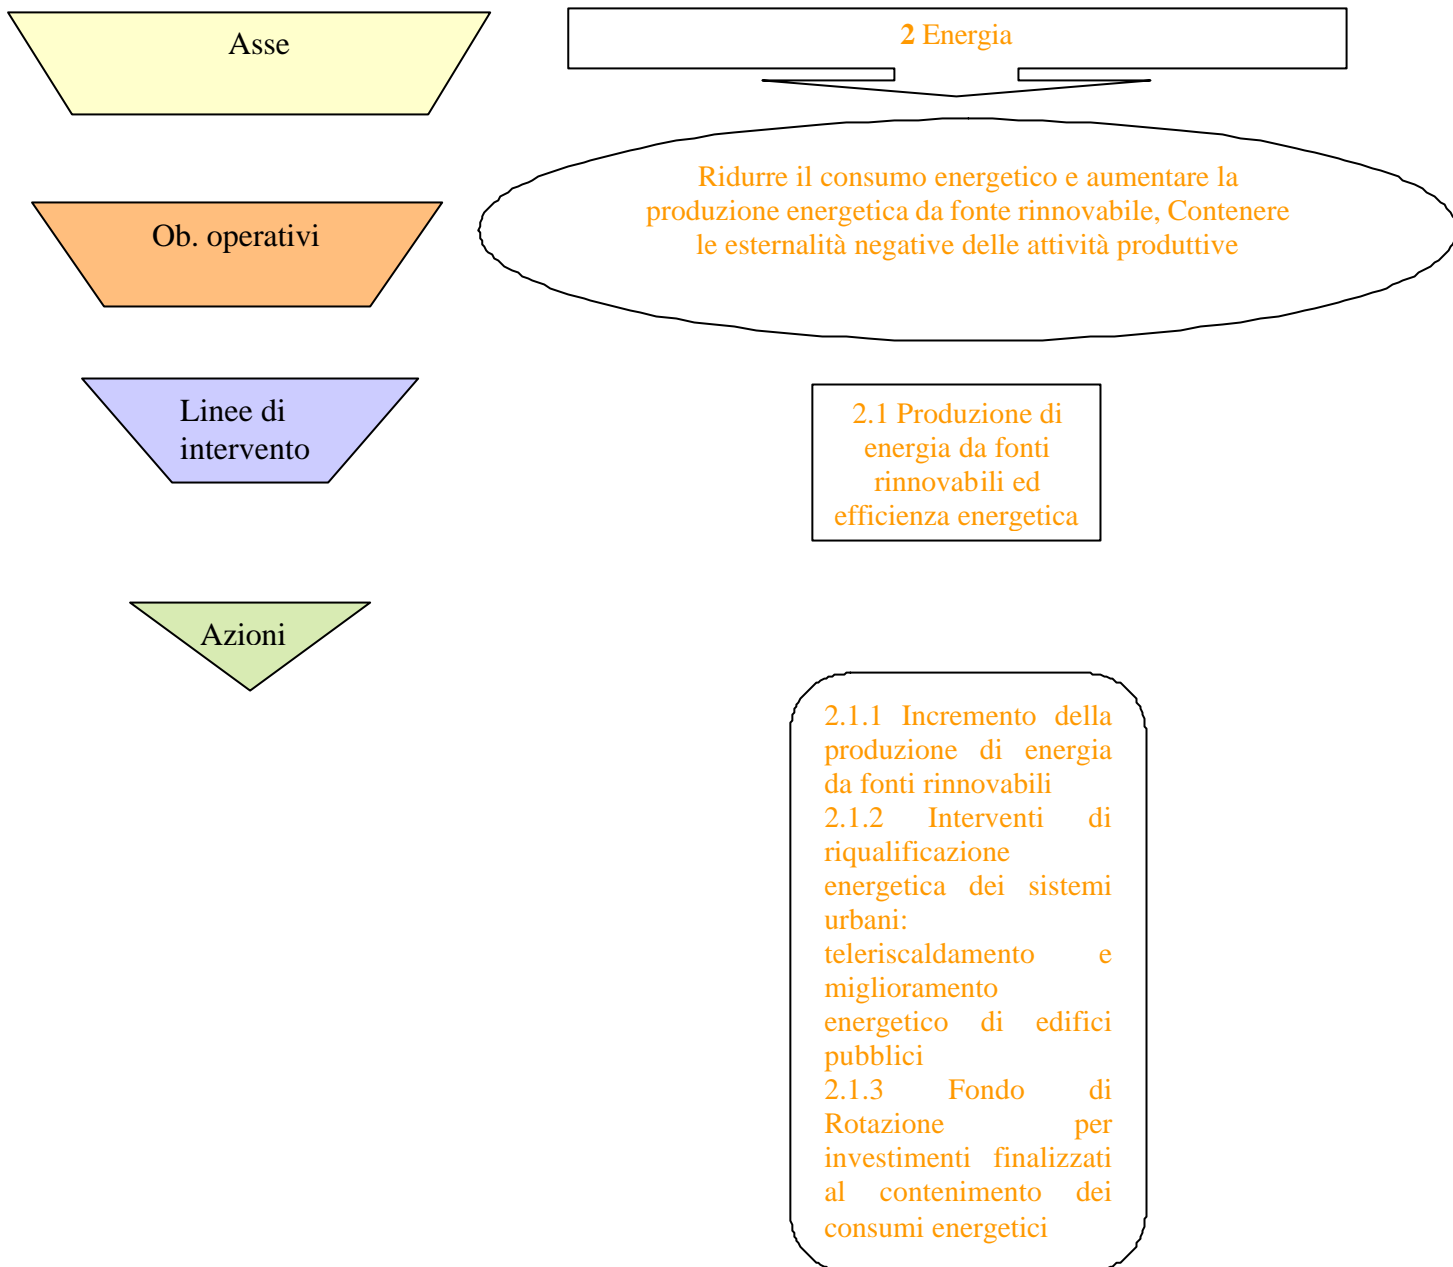 Asse
2 Energia
Ridurre il consumo energetico e aumentare la
produzione energetica da fonte rinnovabile, Contenere
le esternalità negative delle attività produttive
Ob. operativi
Linee di
intervento
2.1 Produzione di
energia da fonti
rinnovabili ed
efficienza energetica
Azioni
2.1.1 Incremento della
produzione di energia
da fonti rinnovabili
2.1.2 Interventi di
riqualificazione
energetica dei sistemi
urbani:
teleriscaldamento e
miglioramento
energetico di edifici
pubblici
2.1.3 Fondo di
Rotazione per
investimenti finalizzati
al contenimento dei
consumi energetici